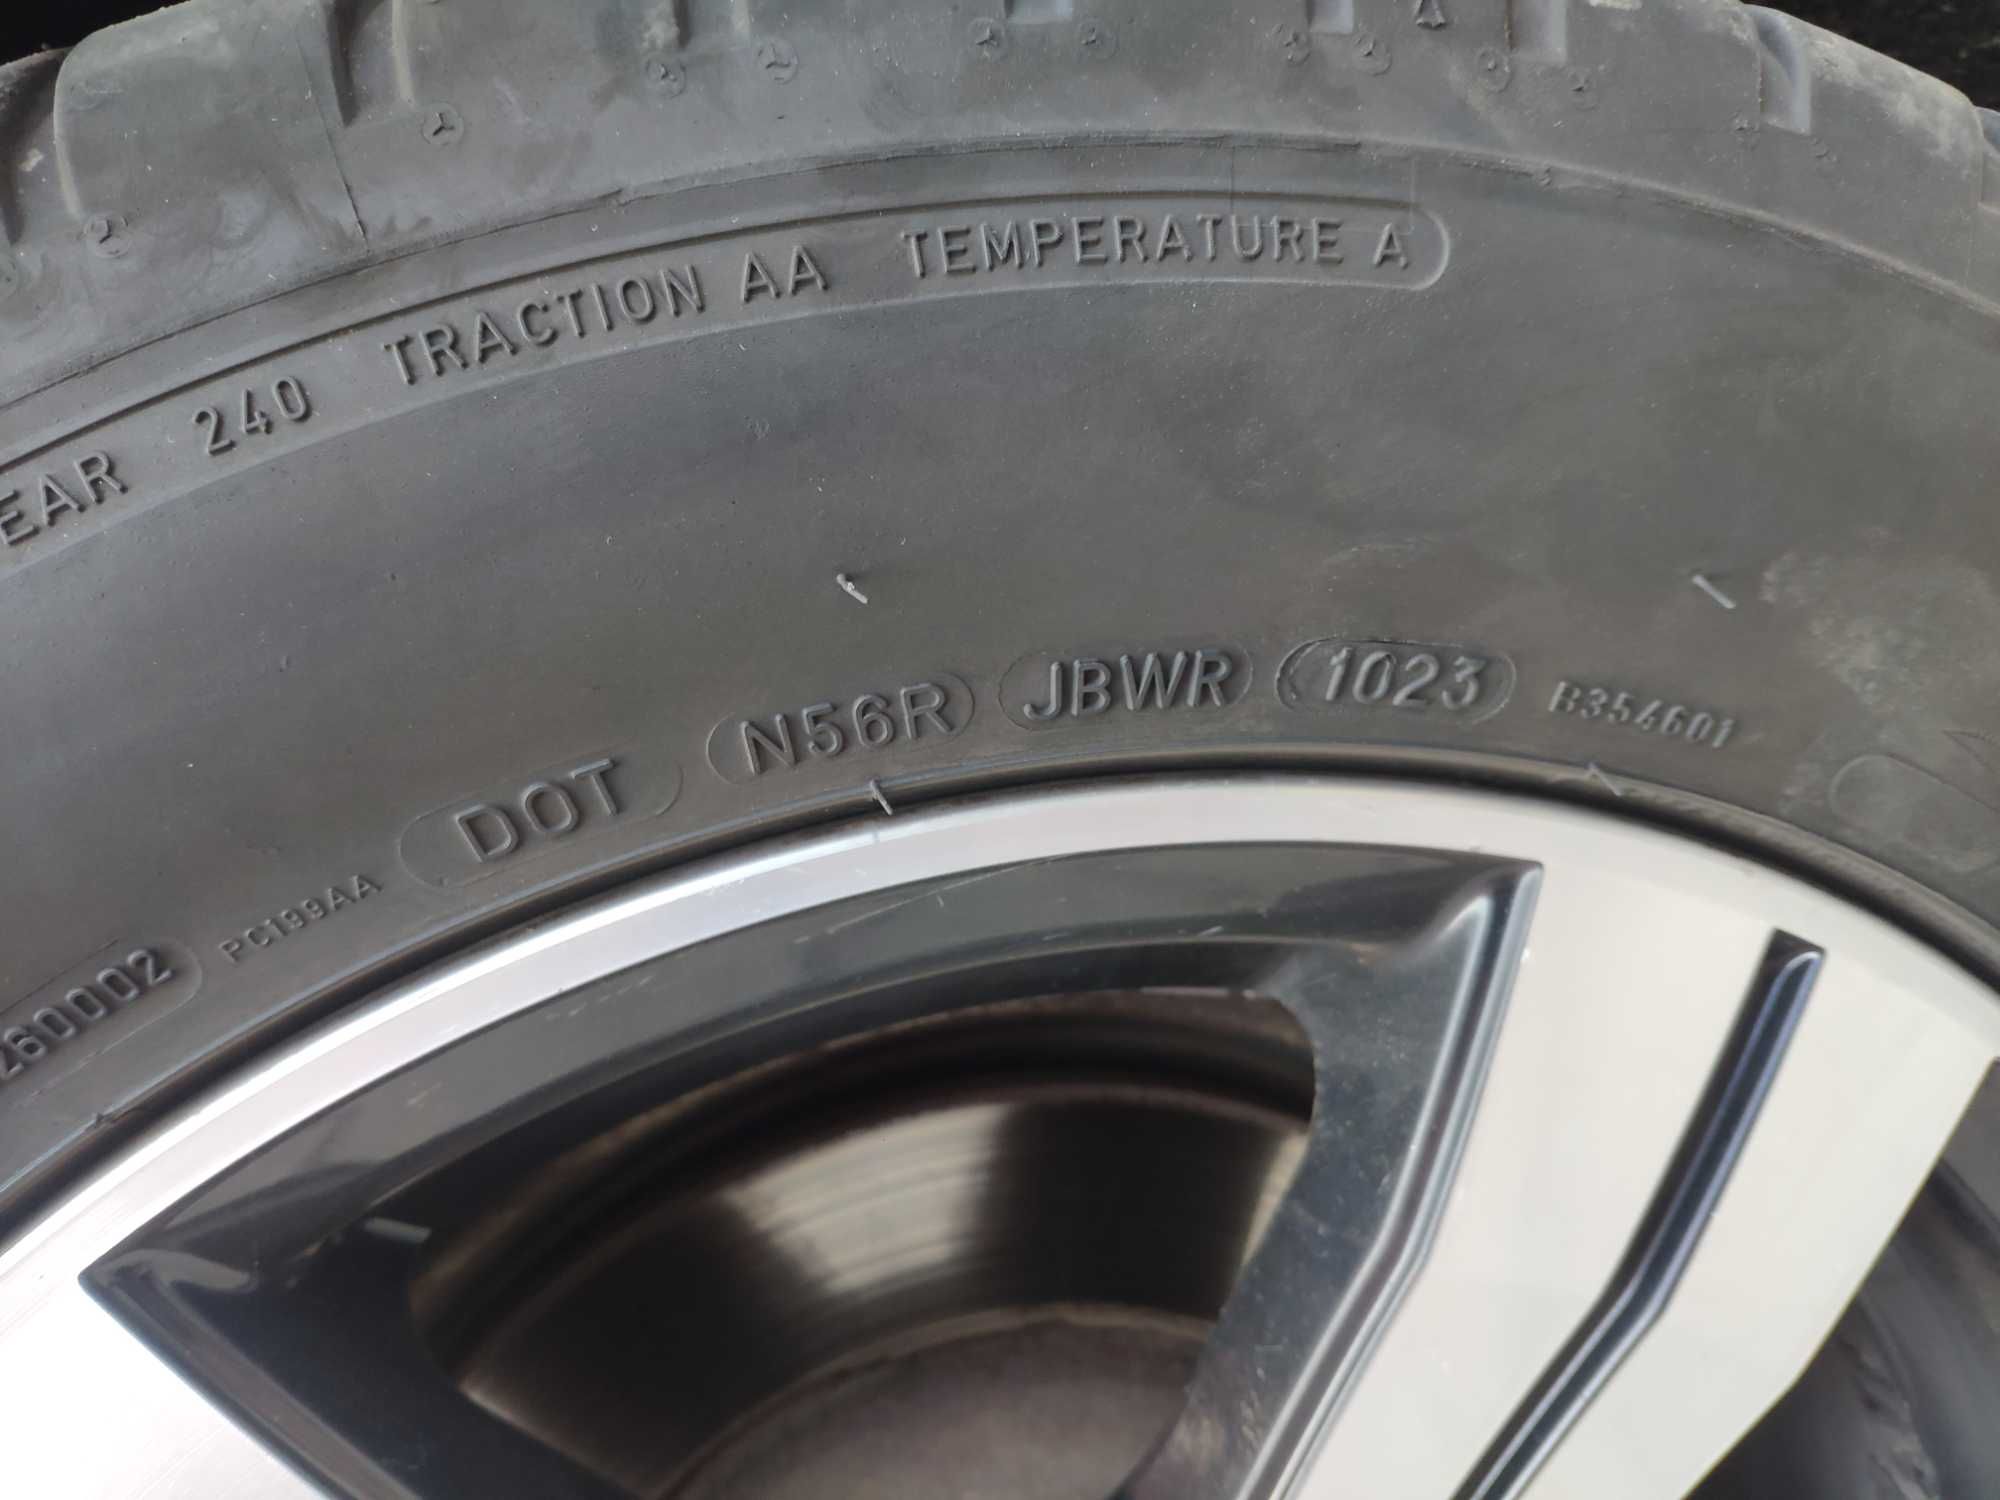 EAR 240 TRACTION AA TEMPERATURE A
260002 PC199AA DOT N56R JBWR 1023 B354601